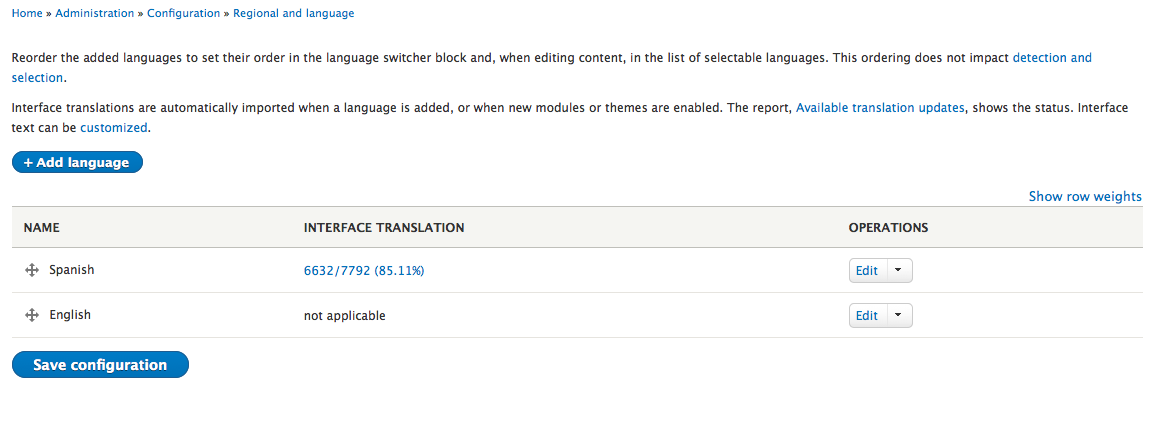 Home » Administration » Configuration » Regional and language
Reorder the added languages to set their order in the language switcher block and, when editing content, in the list of selectable languages. This ordering does not impact detection and
selection.
Interface translations are automatically imported when a language is added, or when new modules or themes are enabled. The report, Available translation updates, shows the status. Interface
text can be customized.
+ Add language
Show row weights
NAME INTERFACE TRANSLATION OPERATIONS
Spanish 6632/7792 (85.11%) Edit
English not applicable Edit
Save configuration